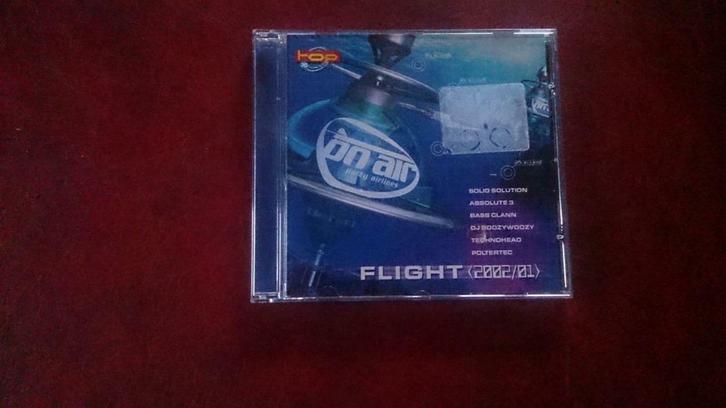 top
on air
party airlines
SOLID SOLUTION
ABSOLUTE 3
BASS CLANN
DJ BOOZYWOOZY
TECHNOHEAD
POLTERTEC
FLIGHT <2002/01>